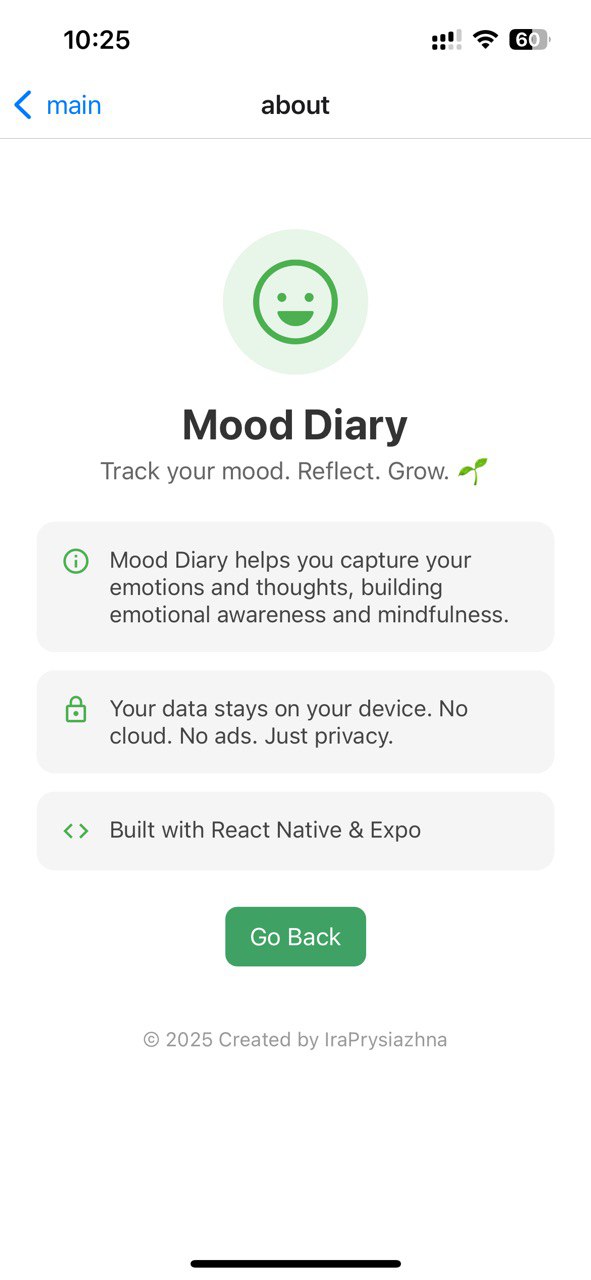 10:25
60
main
about
Mood Diary
Track your mood. Reflect. Grow. 🌱
Mood Diary helps you capture your
emotions and thoughts, building
emotional awareness and mindfulness.
Your data stays on your device. No
cloud. No ads. Just privacy.
Built with React Native & Expo
Go Back
© 2025 Created by IraPrysiazhna